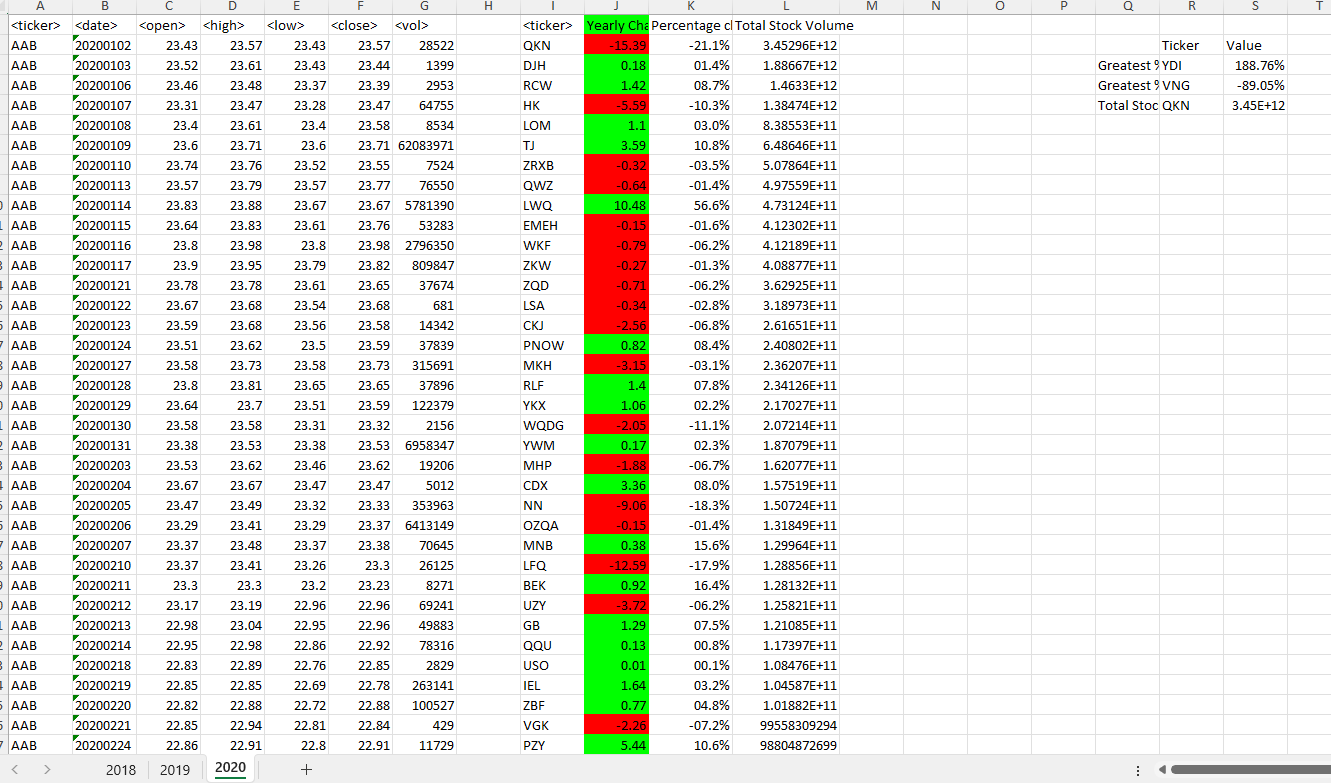 A B C D E F G H I J K L M N O P Q R S T
<ticker> <date> <open> <high> <low> <close> <vol> <ticker> Yearly Cha Percentage c Total Stock Volume
AAB 20200102 23.43 23.57 23.43 23.57 28522 QKN -15.39 -21.1% 3.45296E+12 Ticker Value
AAB 20200103 23.52 23.61 23.43 23.44 1399 DJH 0.18 01.4% 1.88667E+12 Greatest % YDI 188.76%
AAB 20200106 23.46 23.48 23.37 23.39 2953 RCW 1.42 08.7% 1.4633E+12 Greatest % VNG -89.05%
AAB 20200107 23.31 23.47 23.28 23.47 64755 HK -5.59 -10.3% 1.38474E+12 Total Stoc QKN 3.45E+12
AAB 20200108 23.4 23.61 23.4 23.58 8534 LOM 1.1 03.0% 8.38553E+11
AAB 20200109 23.6 23.71 23.6 23.71 62083971 TJ 3.59 10.8% 6.48646E+11
AAB 20200110 23.74 23.76 23.52 23.55 7524 ZRXB -0.32 -03.5% 5.07864E+11
AAB 20200113 23.57 23.79 23.57 23.77 76550 QWZ -0.64 -01.4% 4.97559E+11
AAB 20200114 23.83 23.88 23.67 23.67 5781390 LWQ 10.48 56.6% 4.73124E+11
AAB 20200115 23.64 23.83 23.61 23.76 53283 EMEH -0.15 -01.6% 4.12302E+11
AAB 20200116 23.8 23.98 23.8 23.98 2796350 WKF -0.79 -06.2% 4.12189E+11
AAB 20200117 23.9 23.95 23.79 23.82 809847 ZKW -0.27 -01.3% 4.08877E+11
AAB 20200121 23.78 23.78 23.61 23.65 37674 ZQD -0.71 -06.2% 3.62925E+11
AAB 20200122 23.67 23.68 23.54 23.68 681 LSA -0.34 -02.8% 3.18973E+11
AAB 20200123 23.59 23.68 23.56 23.58 14342 CKJ -2.56 -06.8% 2.61651E+11
AAB 20200124 23.51 23.62 23.5 23.59 37839 PNOW 0.82 08.4% 2.40802E+11
AAB 20200127 23.58 23.73 23.58 23.73 315691 MKH -3.15 -03.1% 2.36207E+11
AAB 20200128 23.8 23.81 23.65 23.65 37896 RLF 1.4 07.8% 2.34126E+11
AAB 20200129 23.64 23.7 23.51 23.59 122379 YKX 1.06 02.2% 2.17027E+11
AAB 20200130 23.58 23.58 23.31 23.32 2156 WQDG -2.05 -11.1% 2.07214E+11
AAB 20200131 23.38 23.53 23.38 23.53 6958347 YWM 0.17 02.3% 1.87079E+11
AAB 20200203 23.53 23.62 23.46 23.62 19206 MHP -1.88 -06.7% 1.62077E+11
AAB 20200204 23.67 23.67 23.47 23.47 5012 CDX 3.36 08.0% 1.57519E+11
AAB 20200205 23.47 23.49 23.32 23.33 353963 NN -9.06 -18.3% 1.50724E+11
AAB 20200206 23.29 23.41 23.29 23.37 6413149 OZQA -0.15 -01.4% 1.31849E+11
AAB 20200207 23.37 23.48 23.37 23.38 70645 MNB 0.38 15.6% 1.29964E+11
AAB 20200210 23.37 23.41 23.26 23.3 26125 LFQ -12.59 -17.9% 1.28856E+11
AAB 20200211 23.3 23.3 23.2 23.23 8271 BEK 0.92 16.4% 1.28132E+11
AAB 20200212 23.17 23.19 22.96 22.96 69241 UZY -3.72 -06.2% 1.25821E+11
AAB 20200213 22.98 23.04 22.95 22.96 49883 GB 1.29 07.5% 1.21085E+11
AAB 20200214 22.95 22.98 22.86 22.92 78316 QQU 0.13 00.8% 1.17397E+11
AAB 20200218 22.83 22.89 22.76 22.85 2829 USO 0.01 00.1% 1.08476E+11
AAB 20200219 22.85 22.85 22.69 22.78 263141 IEL 1.64 03.2% 1.04587E+11
AAB 20200220 22.82 22.88 22.72 22.88 100527 ZBF 0.77 04.8% 1.01882E+11
AAB 20200221 22.85 22.94 22.81 22.84 429 VGK -2.26 -07.2% 99558309294
AAB 20200224 22.86 22.91 22.8 22.91 11729 PZY 5.44 10.6% 98804872699
2018 2019 2020 +